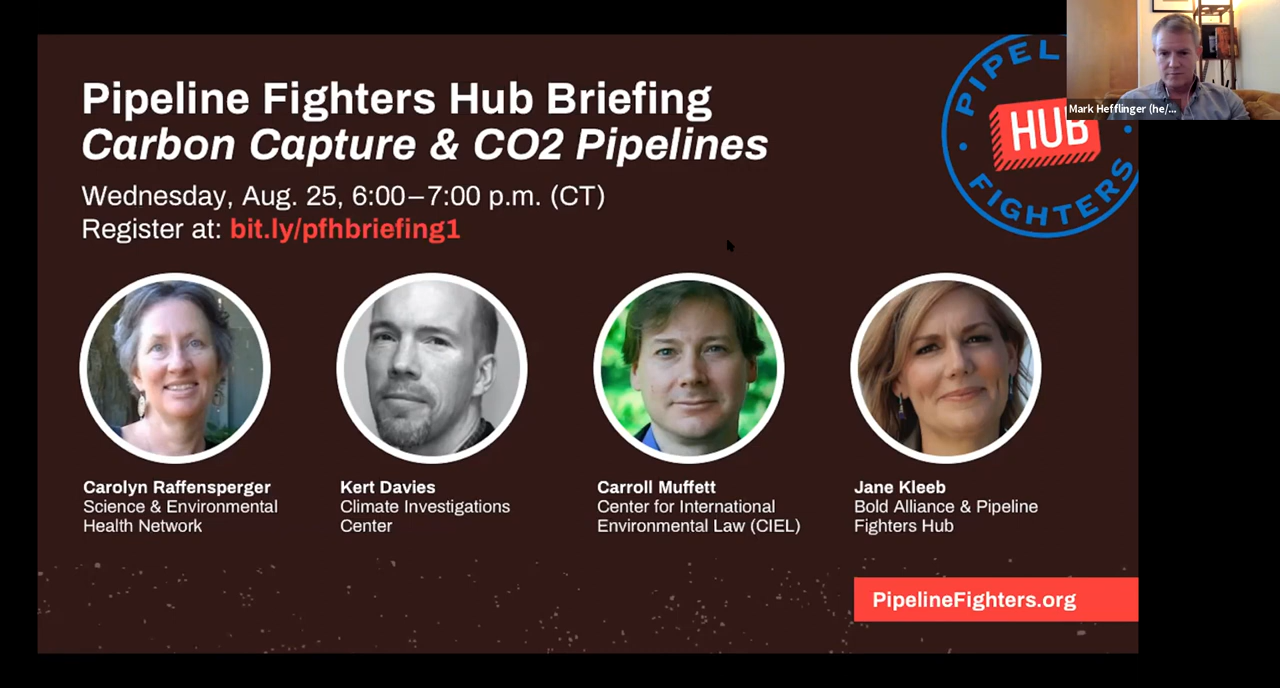 Pipeline Fighters Hub Briefing
Carbon Capture & CO2 Pipelines
Wednesday, Aug. 25, 6:00–7:00 p.m. (CT)
Register at: bit.ly/pfhbriefing1
PIPEL
HUB
FIGHTERS
Mark Hefflinger (he/...
Carolyn Raffensperger
Science & Environmental
Health Network
Kert Davies
Climate Investigations
Center
Carroll Muffett
Center for International
Environmental Law (CIEL)
Jane Kleeb
Bold Alliance & Pipeline
Fighters Hub
PipelineFighters.org